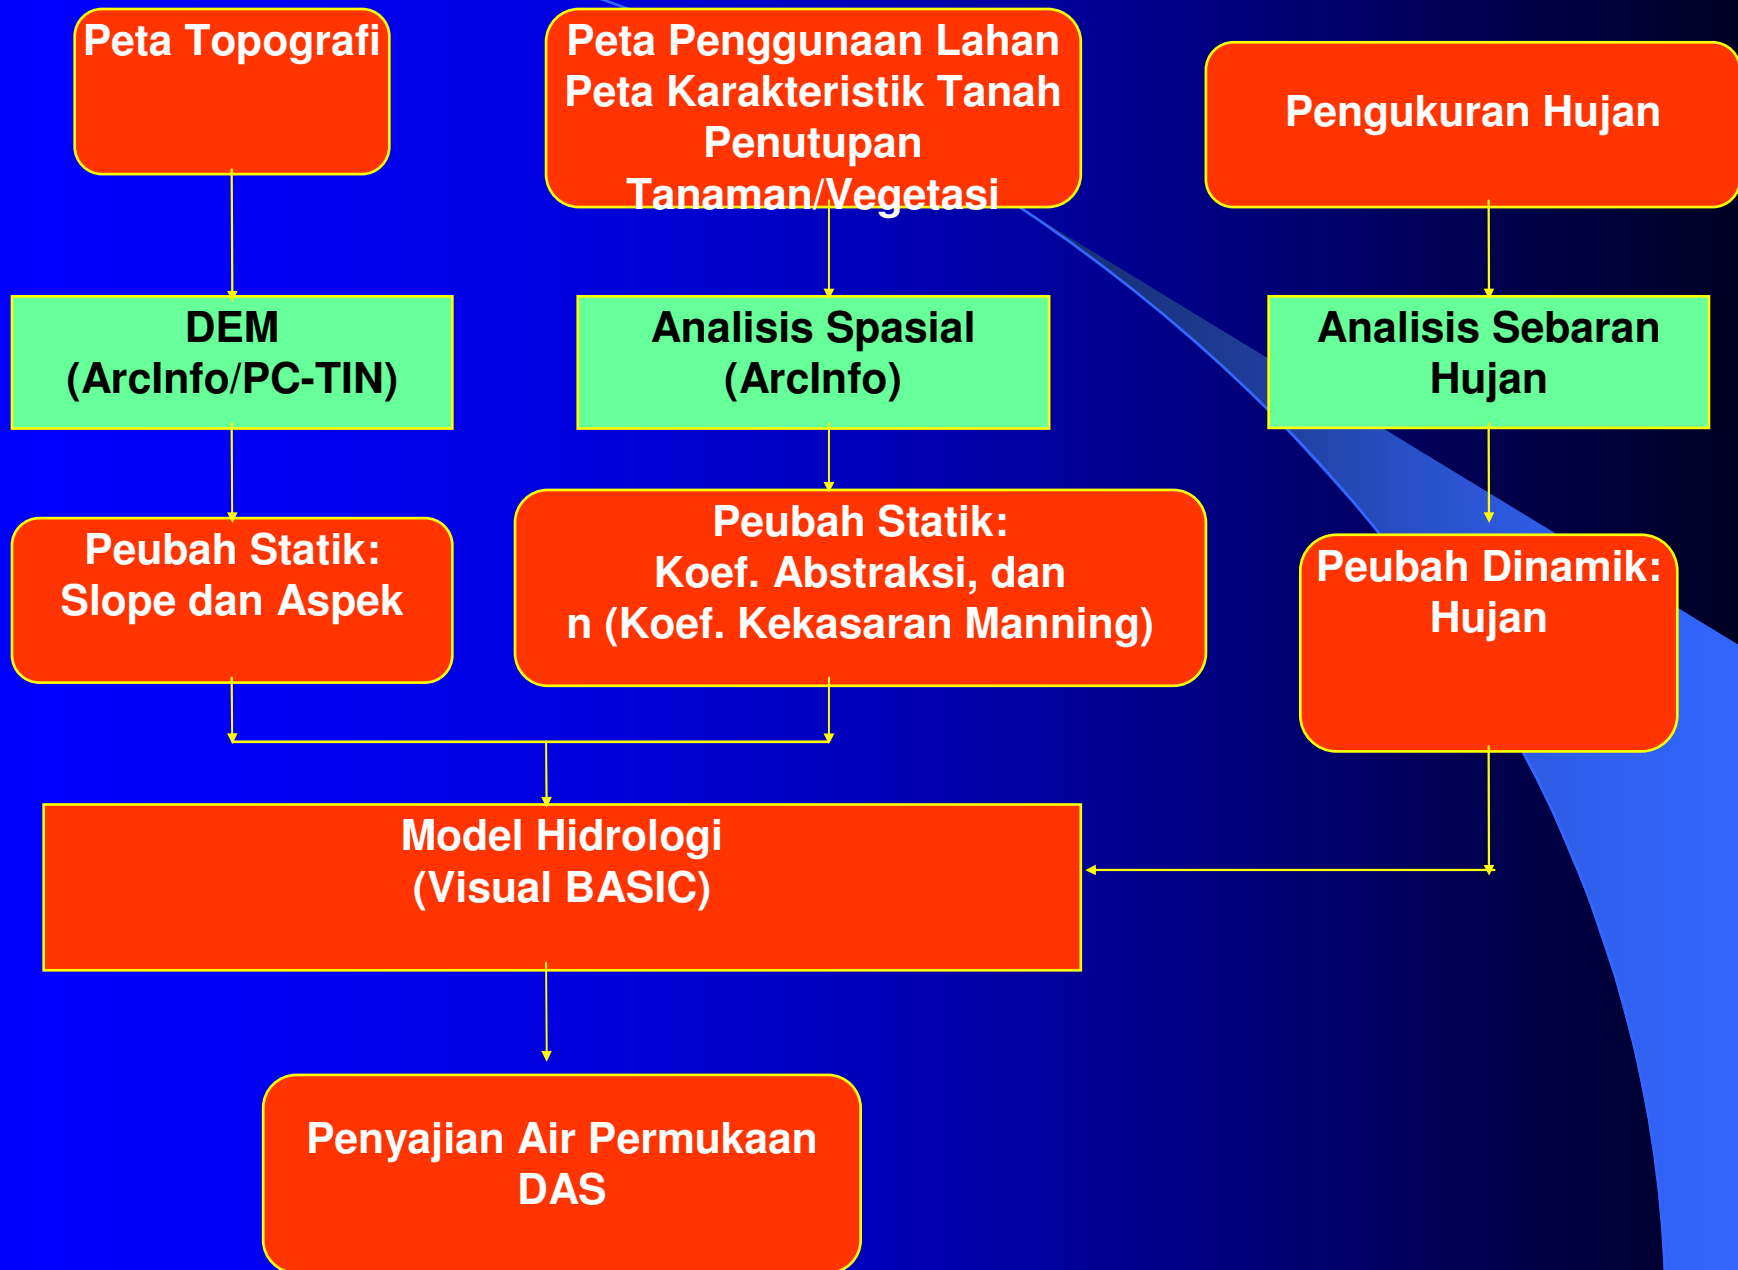 Peta Topografi
Peta Penggunaan Lahan
Peta Karakteristik Tanah
Penutupan
Tanaman/Vegetasi
Pengukuran Hujan
DEM
(ArcInfo/PC-TIN)
Analisis Spasial
(ArcInfo)
Analisis Sebaran
Hujan
Peubah Statik:
Slope dan Aspek
Peubah Statik:
Koef. Abstraksi, dan
n (Koef. Kekasaran Manning)
Peubah Dinamik:
Hujan
Model Hidrologi
(Visual BASIC)
Penyajian Air Permukaan
DAS